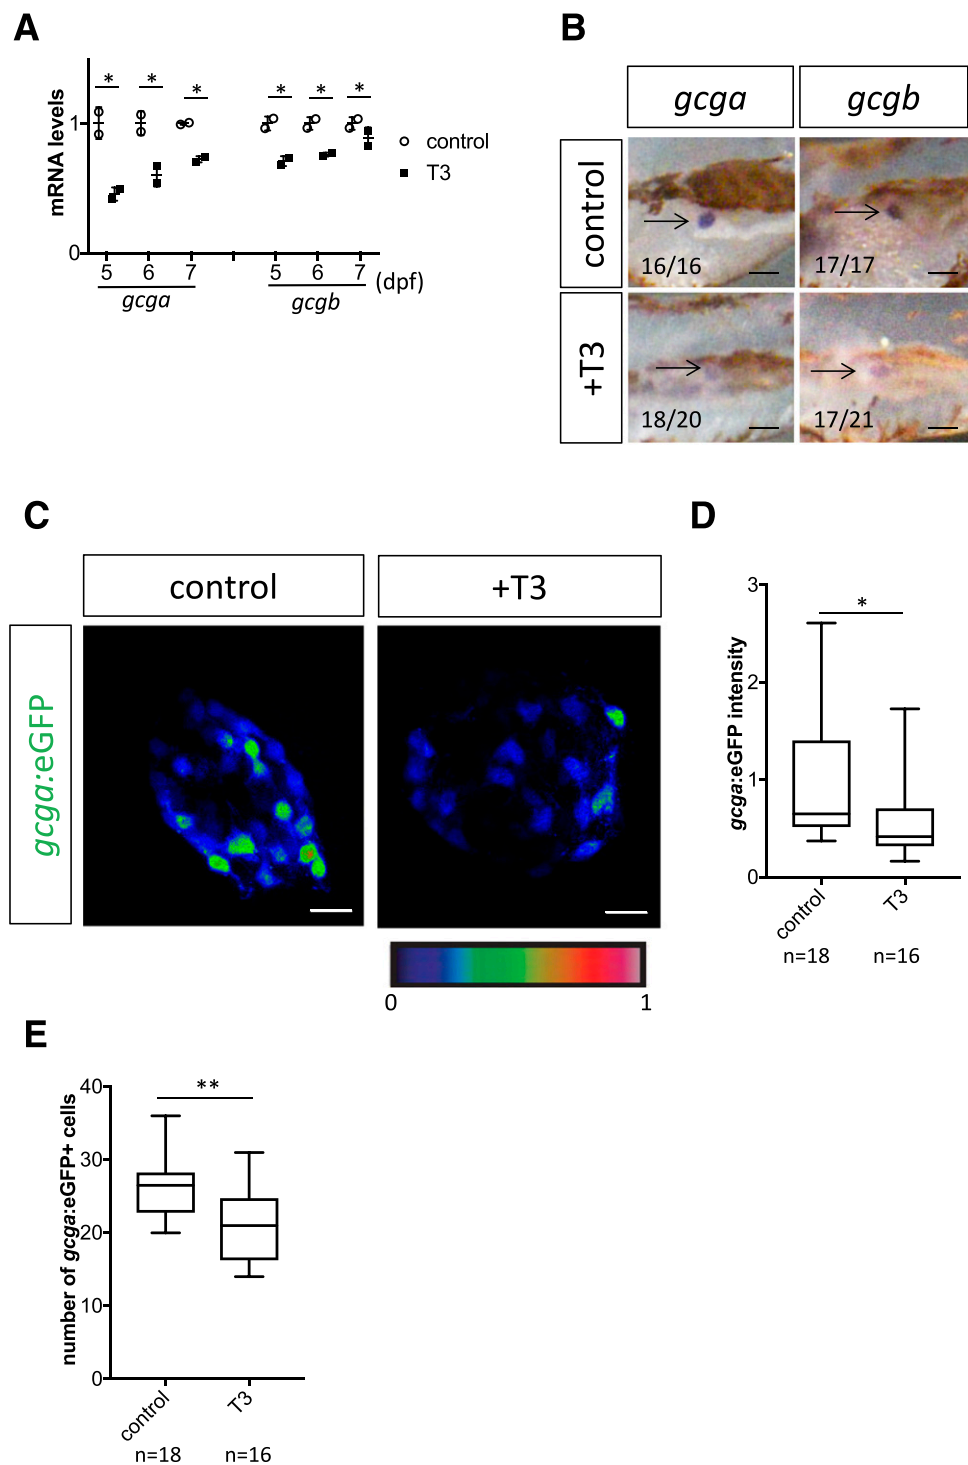 A
mRNA levels
1
0
* * * * * *
control
T3
5 6 7 5 6 7 (dpf)
gcga gcgb
B
gcga gcgb
control
16/16 17/17
+T3
18/20 17/21
C
control +T3
gcga:eGFP
0 1
D
gcga:eGFP intensity
3
2
1
0
*
control T3
n=18 n=16
E
number of gcga:eGFP+ cells
40
30
20
10
0
**
control T3
n=18 n=16